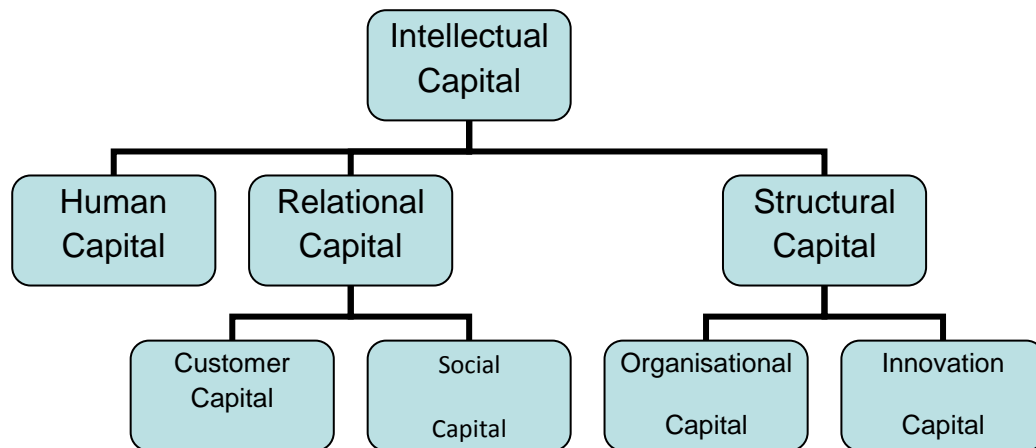 Intellectual
Capital
Human
Capital
Relational
Capital
Structural
Capital
Customer
Capital
Social
Capital
Organisational
Capital
Innovation
Capital